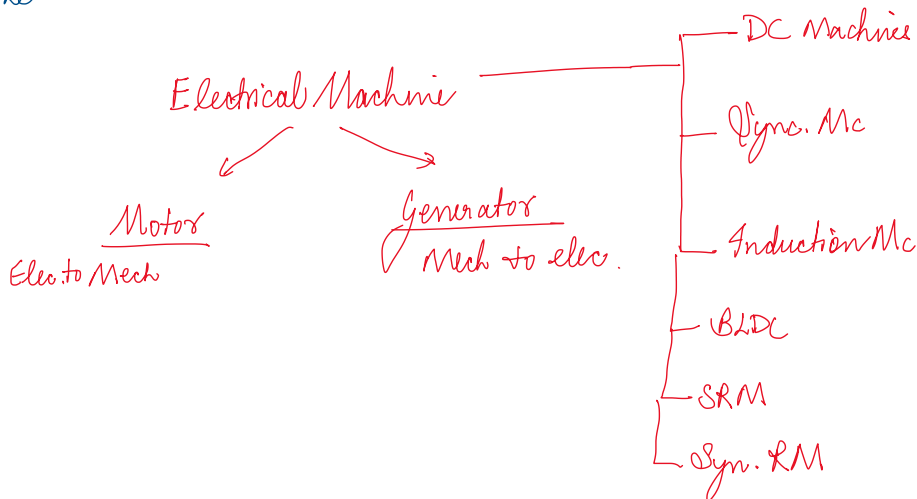 Electrical Machine
Motor
Elec. to Mech
Generator
Mech to elec.
DC Machines
Sync. Mc
Induction Mc
BLDC
SRM
Syn. RM